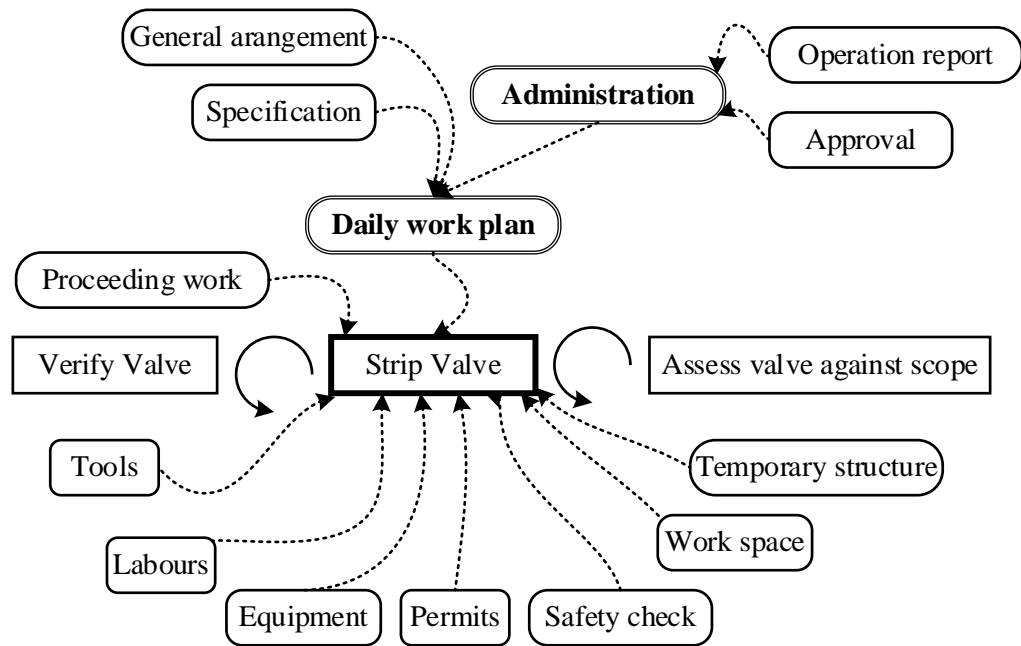 General arangement
Operation report
Administration
Specification
Approval
Daily work plan
Proceeding work
Verify Valve
Strip Valve
Assess valve against scope
Tools
Temporary structure
Work space
Labours
Equipment
Permits
Safety check